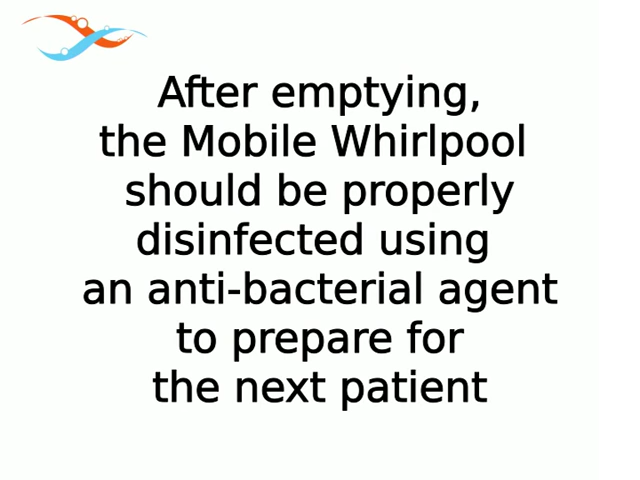 After emptying,
the Mobile Whirlpool
should be properly
disinfected using
an anti-bacterial agent
to prepare for
the next patient